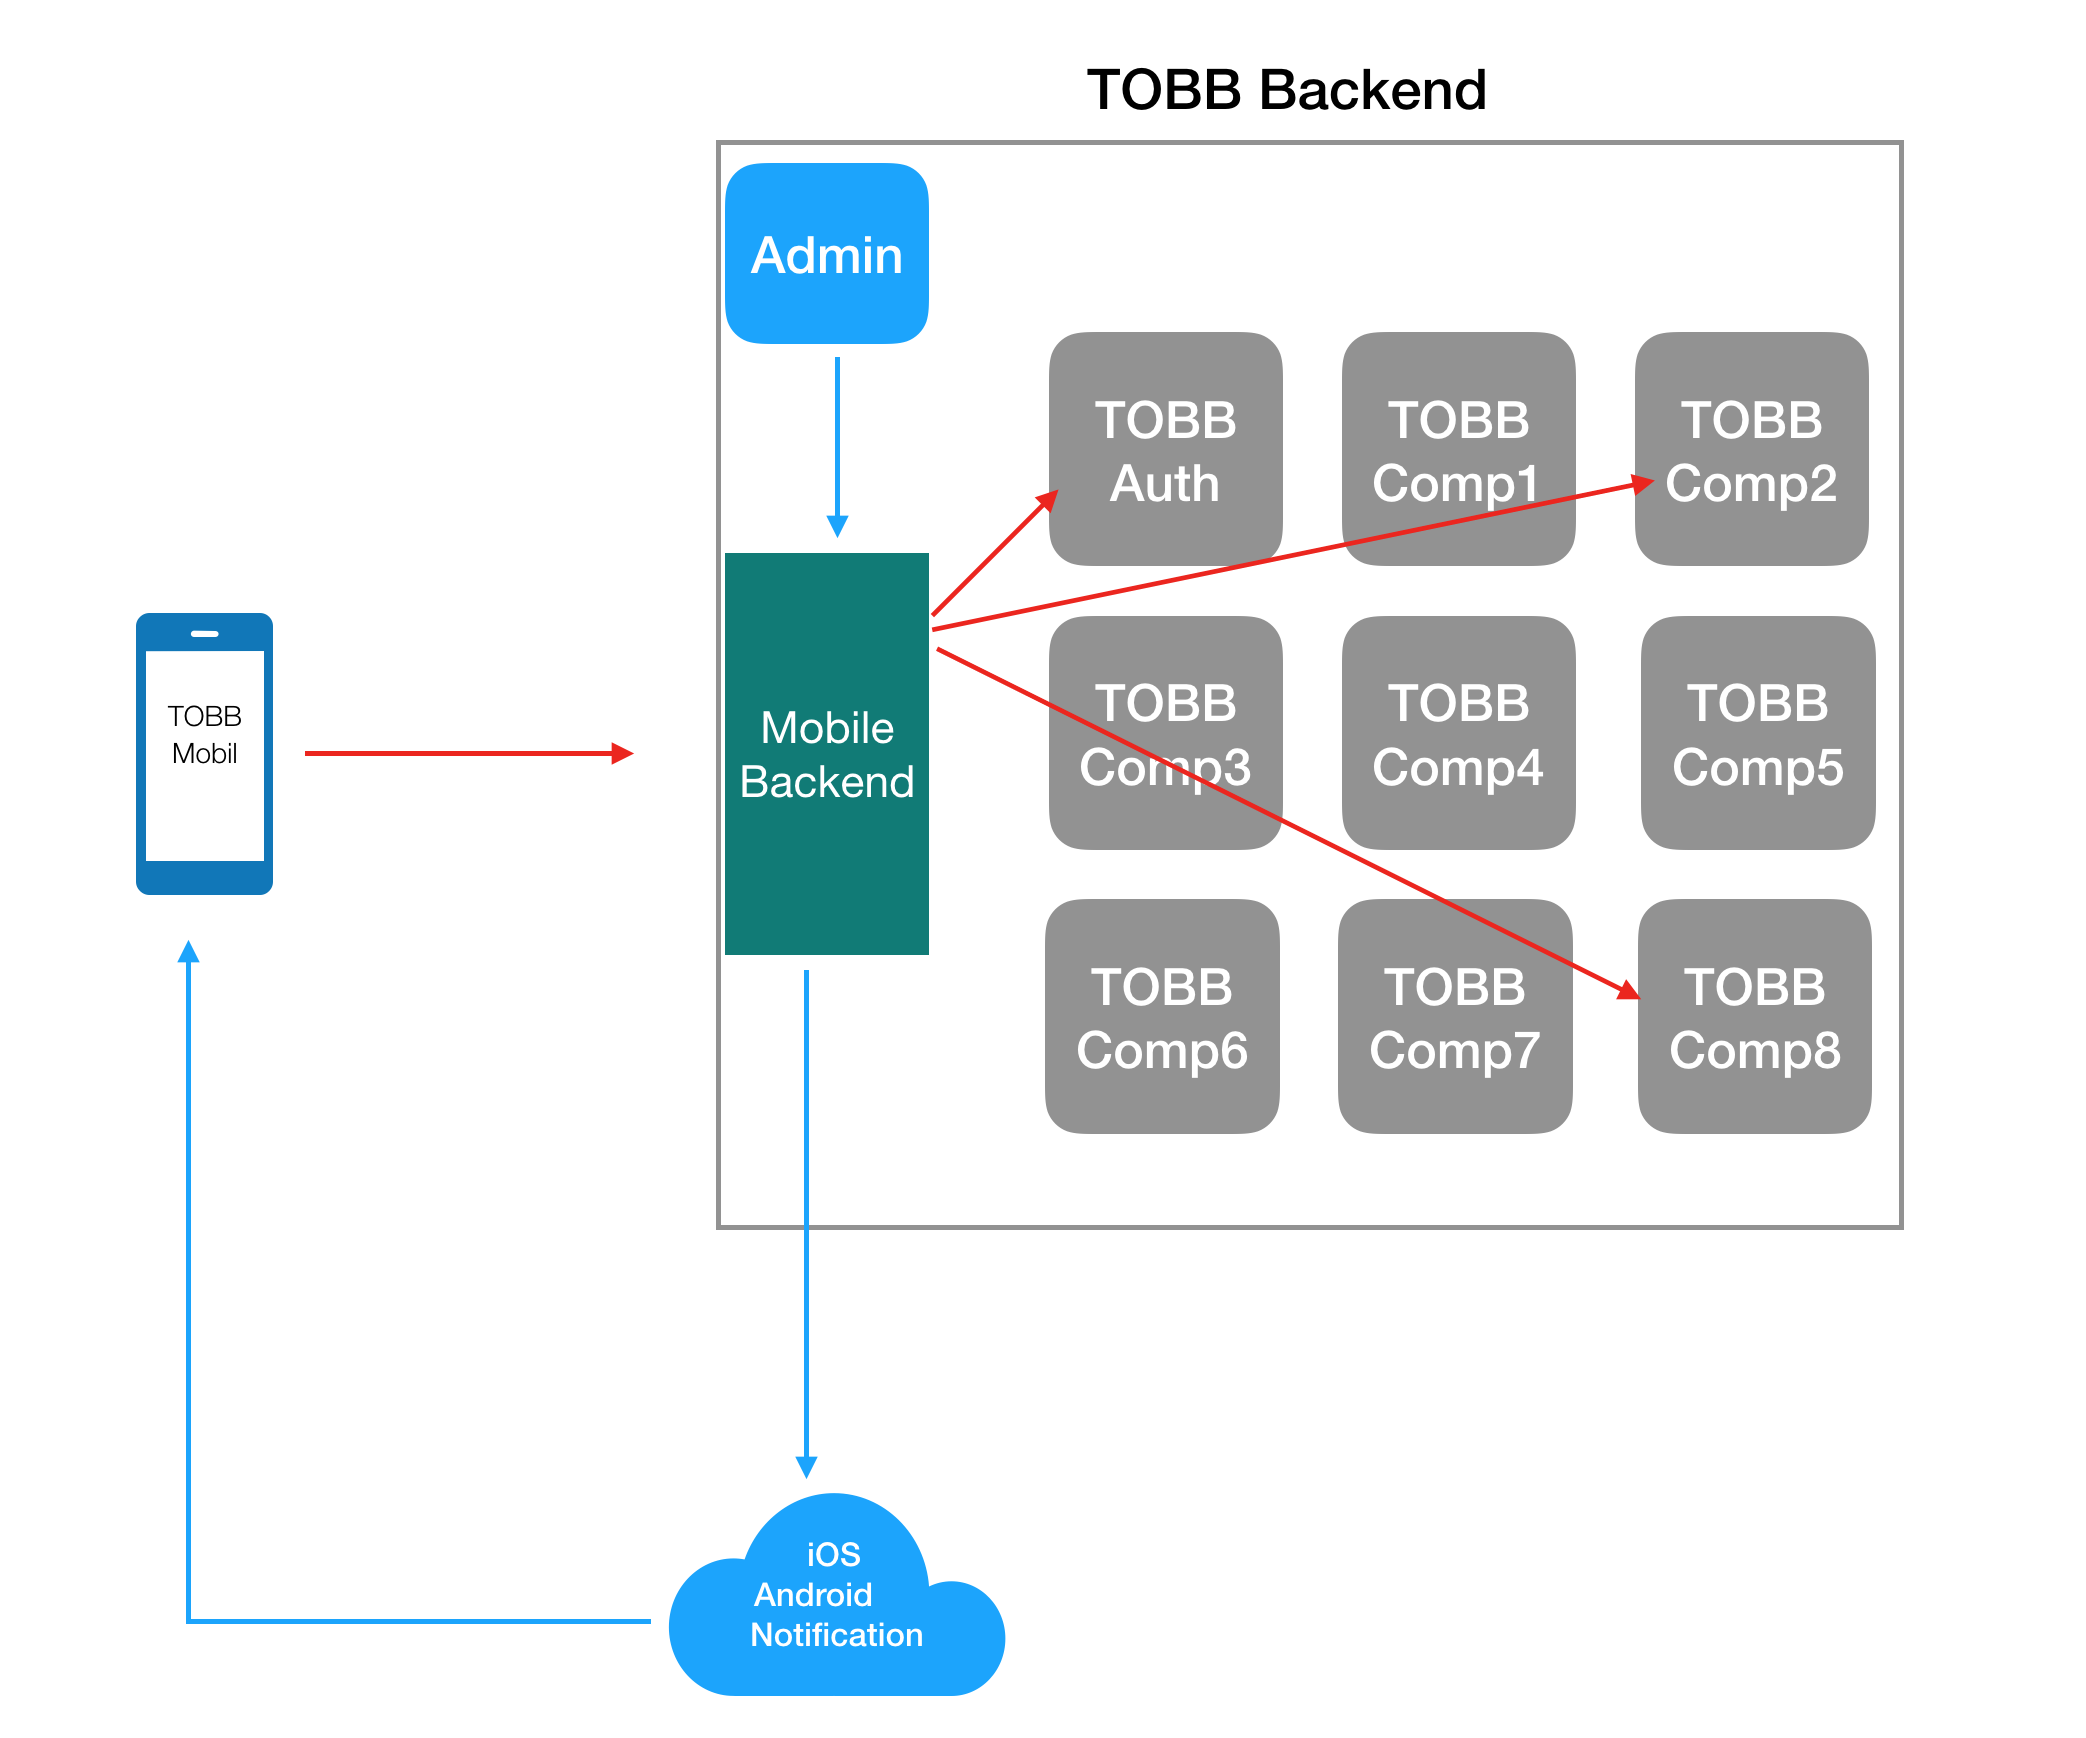 TOBB Backend
Admin
TOBB
Auth
TOBB
Comp1
TOBB
Comp2
TOBB
Mobil
Mobile
Backend
TOBB
Comp3
TOBB
Comp4
TOBB
Comp5
TOBB
Comp6
TOBB
Comp7
TOBB
Comp8
iOS
Android
Notification